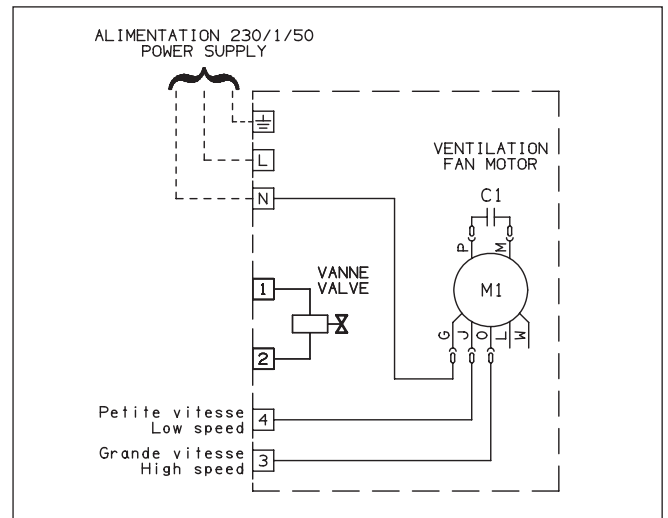 ALIMENTATION 230/1/50
POWER SUPPLY
L
N
VENTILATION
FAN MOTOR
C1
P
M
M1
G
J
O
L
W
1
VANNE
VALVE
2
Petite vitesse
Low speed
4
Grande vitesse
High speed
3